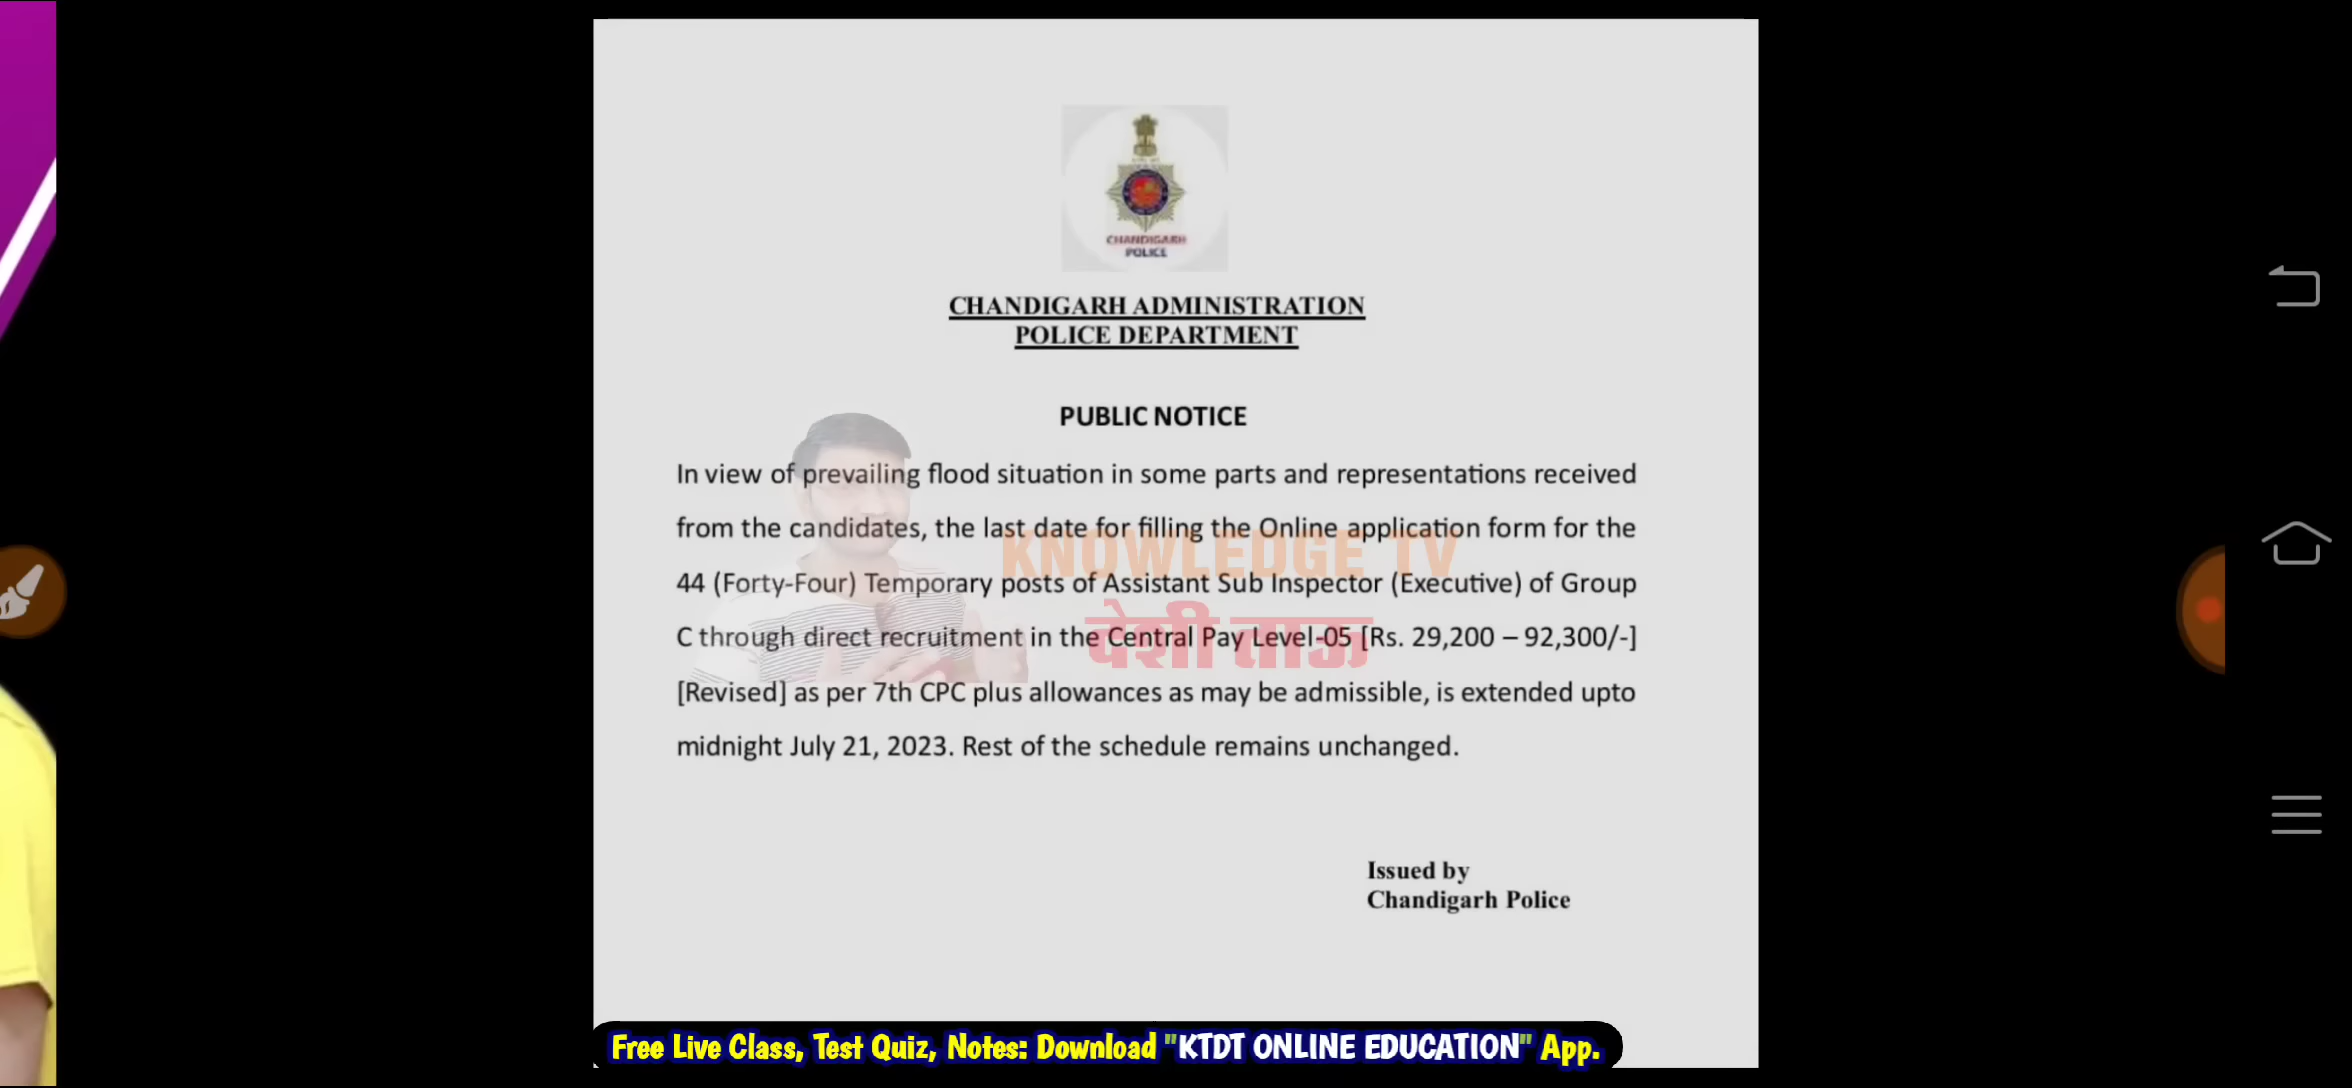 CHANDIGARH
POLICE
CHANDIGARH ADMINISTRATION
POLICE DEPARTMENT
PUBLIC NOTICE
In view of prevailing flood situation in some parts and representations received
from the candidates, the last date for filling the Online application form for the
KNOWLEDGE TV
44 (Forty-Four) Temporary posts of Assistant Sub Inspector (Executive) of Group
C through direct recruitment in the Central Pay Level-05 [Rs. 29,200 – 92,300/-]
देशी ताऊ
[Revised] as per 7th CPC plus allowances as may be admissible, is extended upto
midnight July 21, 2023. Rest of the schedule remains unchanged.
Issued by
Chandigarh Police
Free Live Class, Test Quiz, Notes: Download "KTDT ONLINE EDUCATION" App.